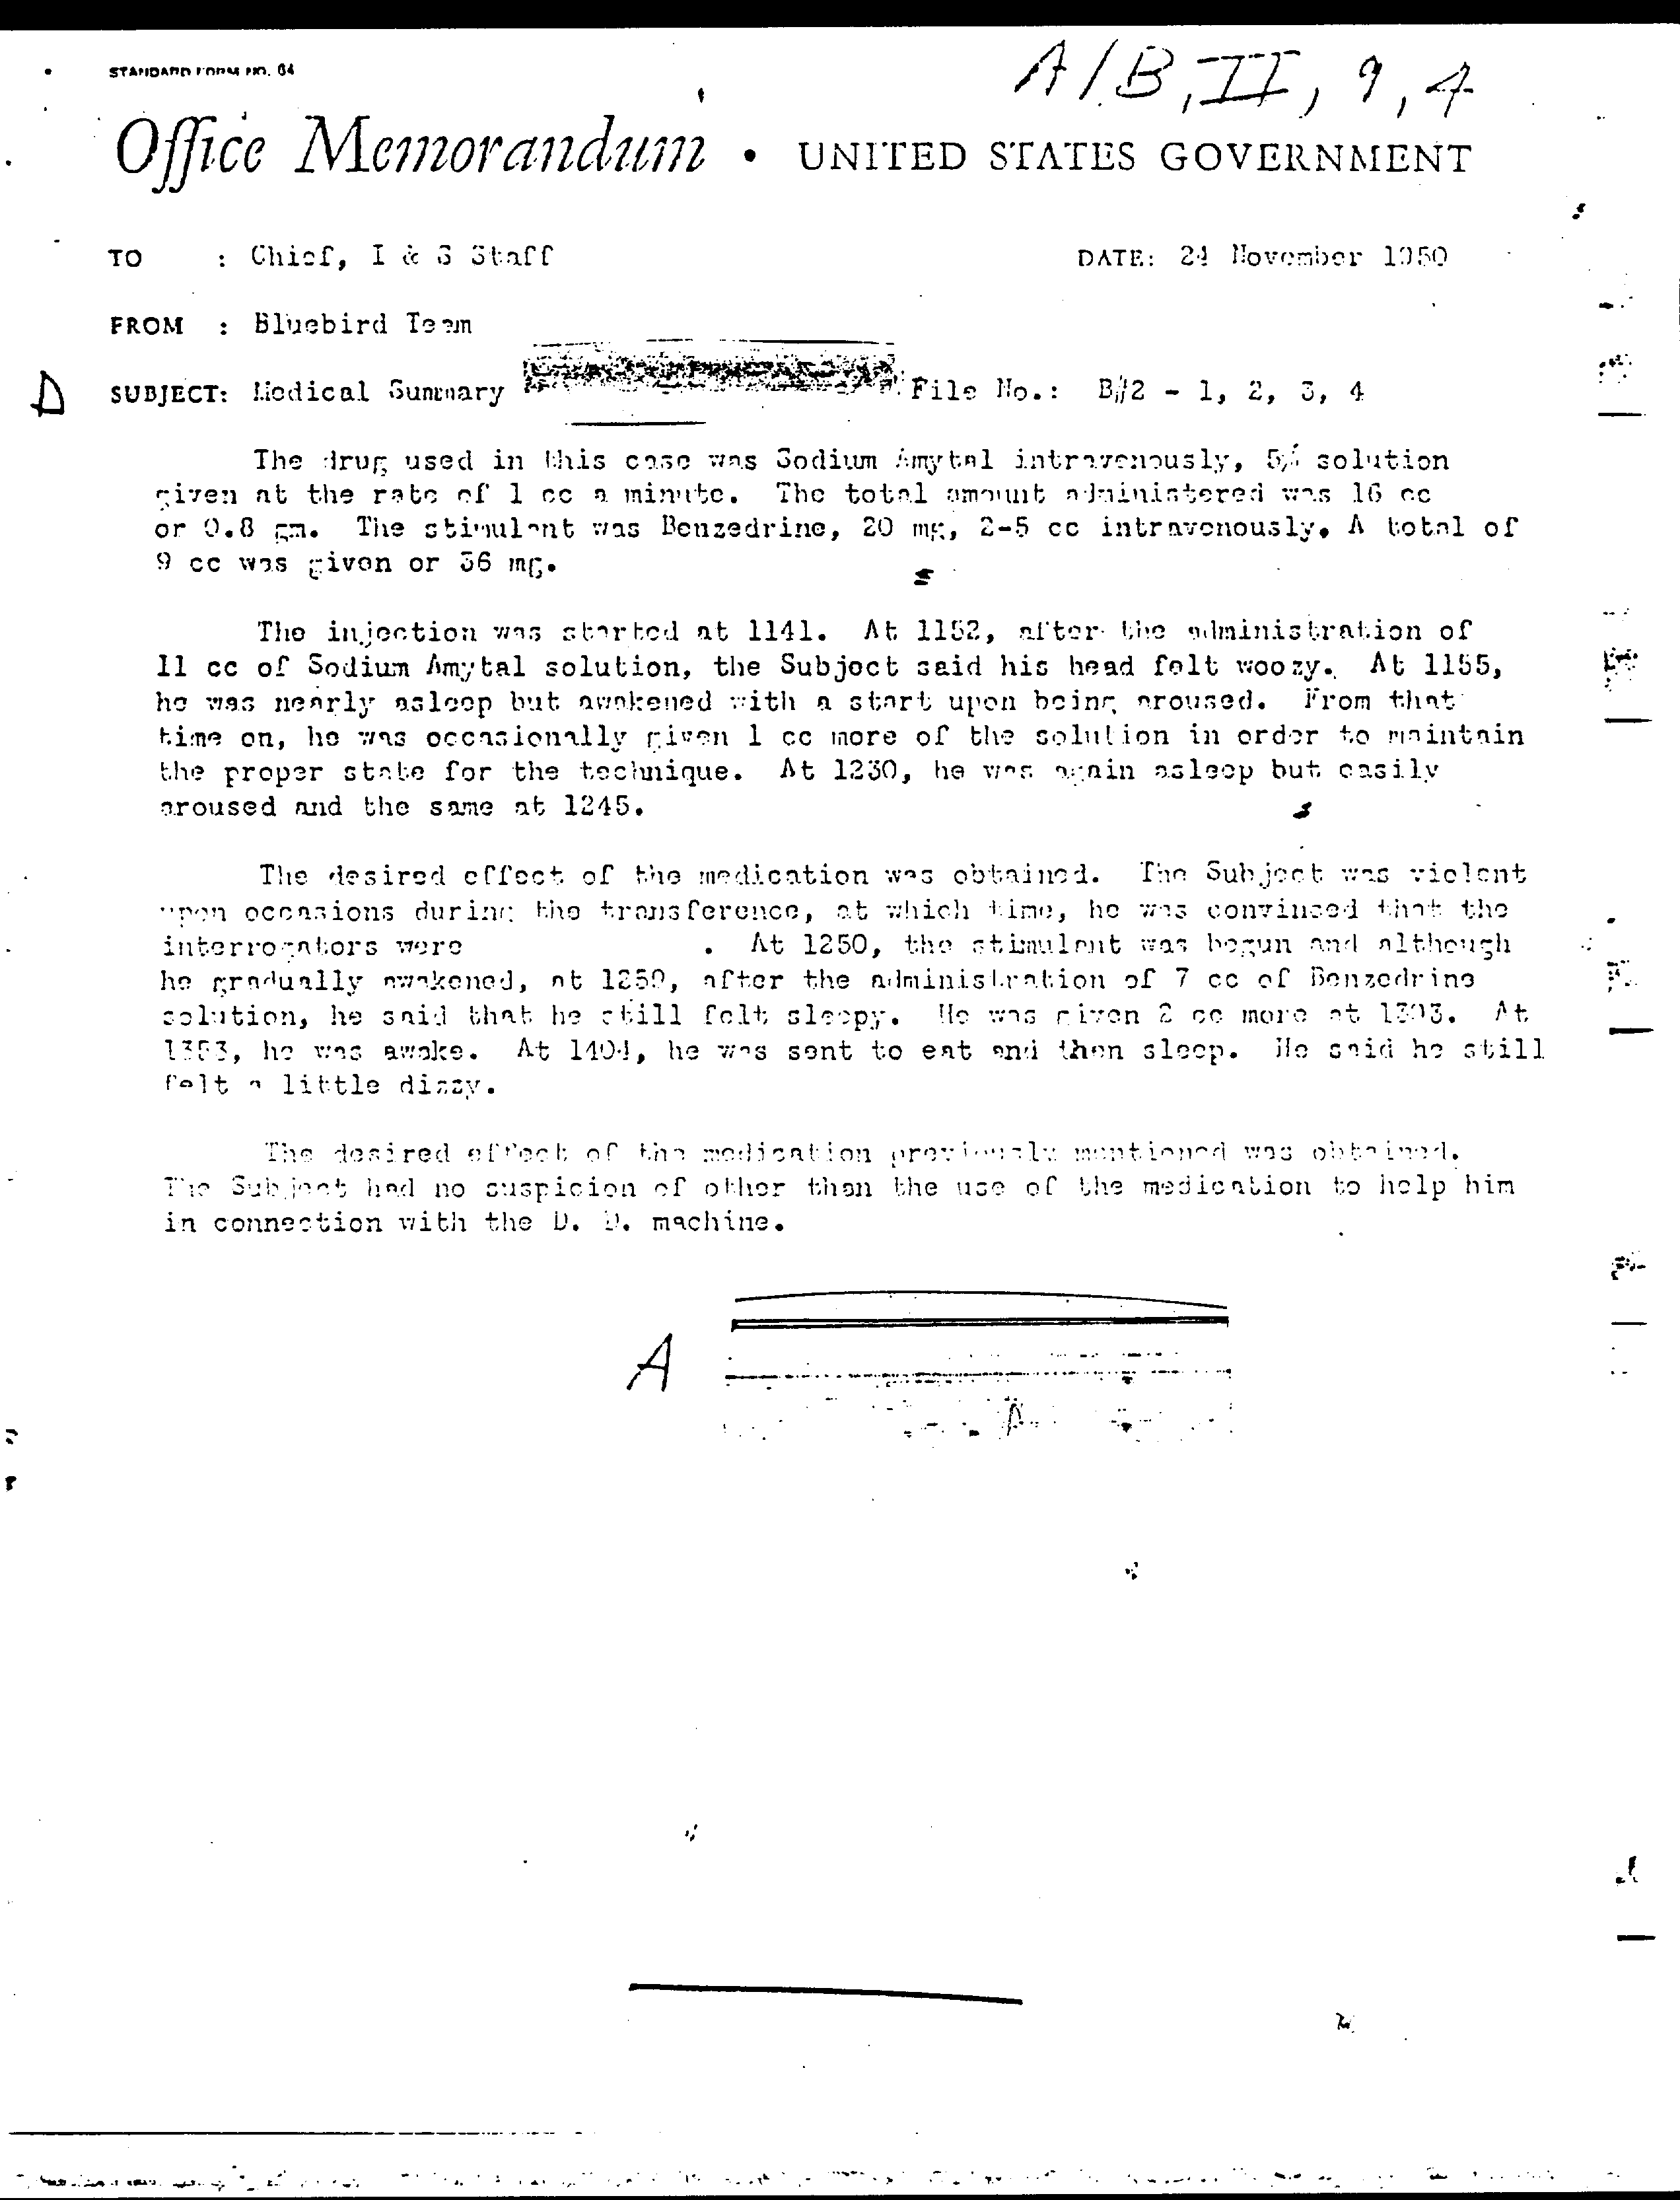 STANDARD FORM NO. 64
A/B, II, 9, 4
Office Memorandum • UNITED STATES GOVERNMENT
TO : Chief, I & S Staff DATE: 24 November 1950
FROM : Bluebird Team
D SUBJECT: Medical Summary File No.: B#2 - 1, 2, 3, 4
The drug used in this case was Sodium Amytal intravenously, 5% solution
given at the rate of 1 cc a minute. The total amount administered was 16 cc
or 0.8 gm. The stimulant was Benzedrine, 20 mg, 2-5 cc intravenously. A total of
9 cc was given or 36 mg.
The injection was started at 1141. At 1152, after the administration of
11 cc of Sodium Amytal solution, the Subject said his head felt woozy. At 1155,
he was nearly asleep but awakened with a start upon being aroused. From that
time on, he was occasionally given 1 cc more of the solution in order to maintain
the proper state for the technique. At 1230, he was again asleep but easily
aroused and the same at 1245.
The desired effect of the medication was obtained. The Subject was violent
upon occasions during the transference, at which time, he was convinced that the
interrogators were . At 1250, the stimulant was begun and although
he gradually awakened, at 1259, after the administration of 7 cc of Benzedrine
solution, he said that he still felt sleepy. He was given 2 cc more at 1303. At
1353, he was awake. At 1404, he was sent to eat and then sleep. He said he still
felt a little dizzy.
The desired effect of the medication previously mentioned was obtained.
The Subject had no suspicion of other than the use of the medication to help him
in connection with the D. D. machine.
A